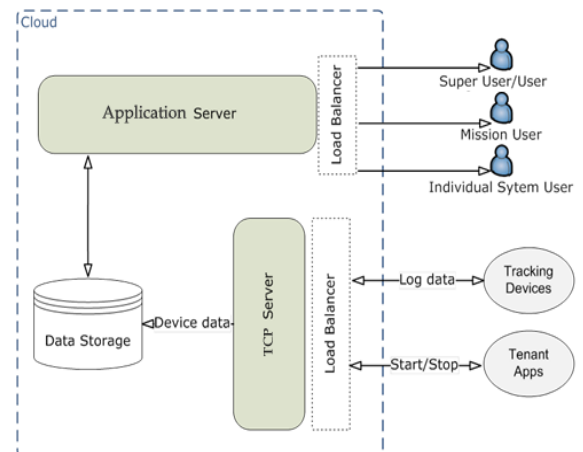 Cloud
Application Server
Load Balancer
Super User/User
Mission User
Individual Sytem User
TCP Server
Load Balancer
Log data
Tracking
Devices
Data Storage
Device data
Start/Stop
Tenant
Apps